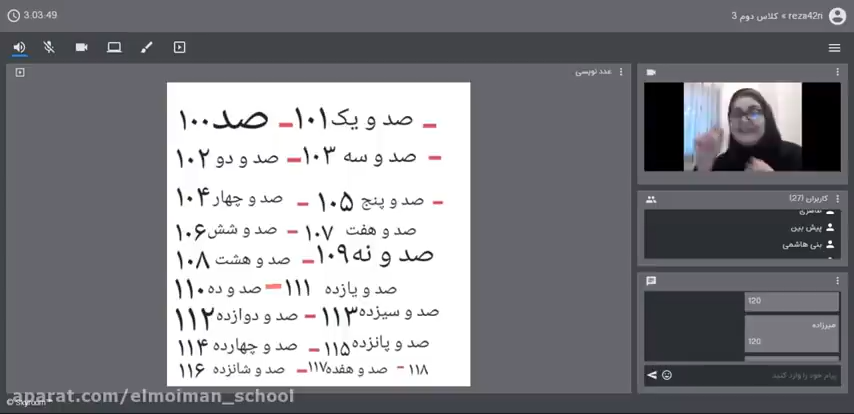 3:03:49
reza42ri » کلاس دوم 3
عدد نویسی
صد ۱۰۰ – صد و یک ۱۰۱ –
صد و دو ۱۰۲ – صد و سه ۱۰۳ –
صد و چهار ۱۰۴ – صد و پنج ۱۰۵ –
صد و شش ۱۰۶ – صد و هفت ۱۰۷
صد و هشت ۱۰۸ – صد و نه ۱۰۹
صد و ده ۱۱۰ – صد و یازده ۱۱۱
صد و دوازده ۱۱۲ – صد و سیزده ۱۱۳
صد و چهارده ۱۱۴ – صد و پانزده ۱۱۵
صد و شانزده ۱۱۶ – صد و هفده ۱۱۷ – ۱۱۸
کاربران (27)
پیش بین
بنی هاشمی
120
میرزاده
120
پیام خود را وارد کنید
© Skyroom
aparat.com/elmoiman_school